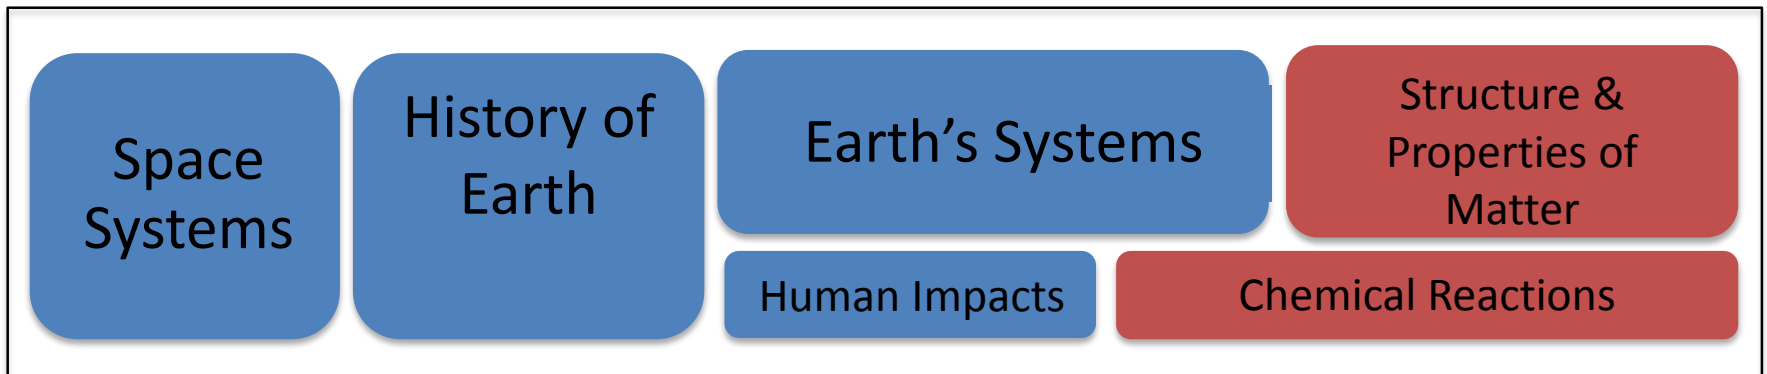 Space
Systems
History of
Earth
Earth’s Systems
Structure &
Properties of
Matter
Human Impacts
Chemical Reactions